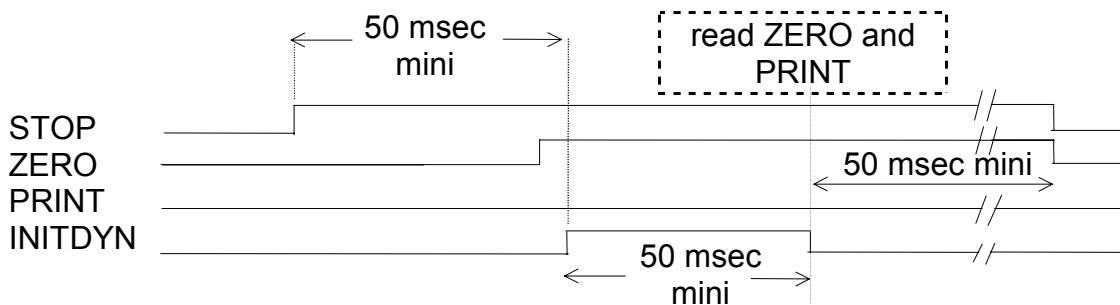 50 msec
mini
read ZERO and
PRINT
STOP
ZERO
50 msec mini
PRINT
INITDYN
50 msec
mini